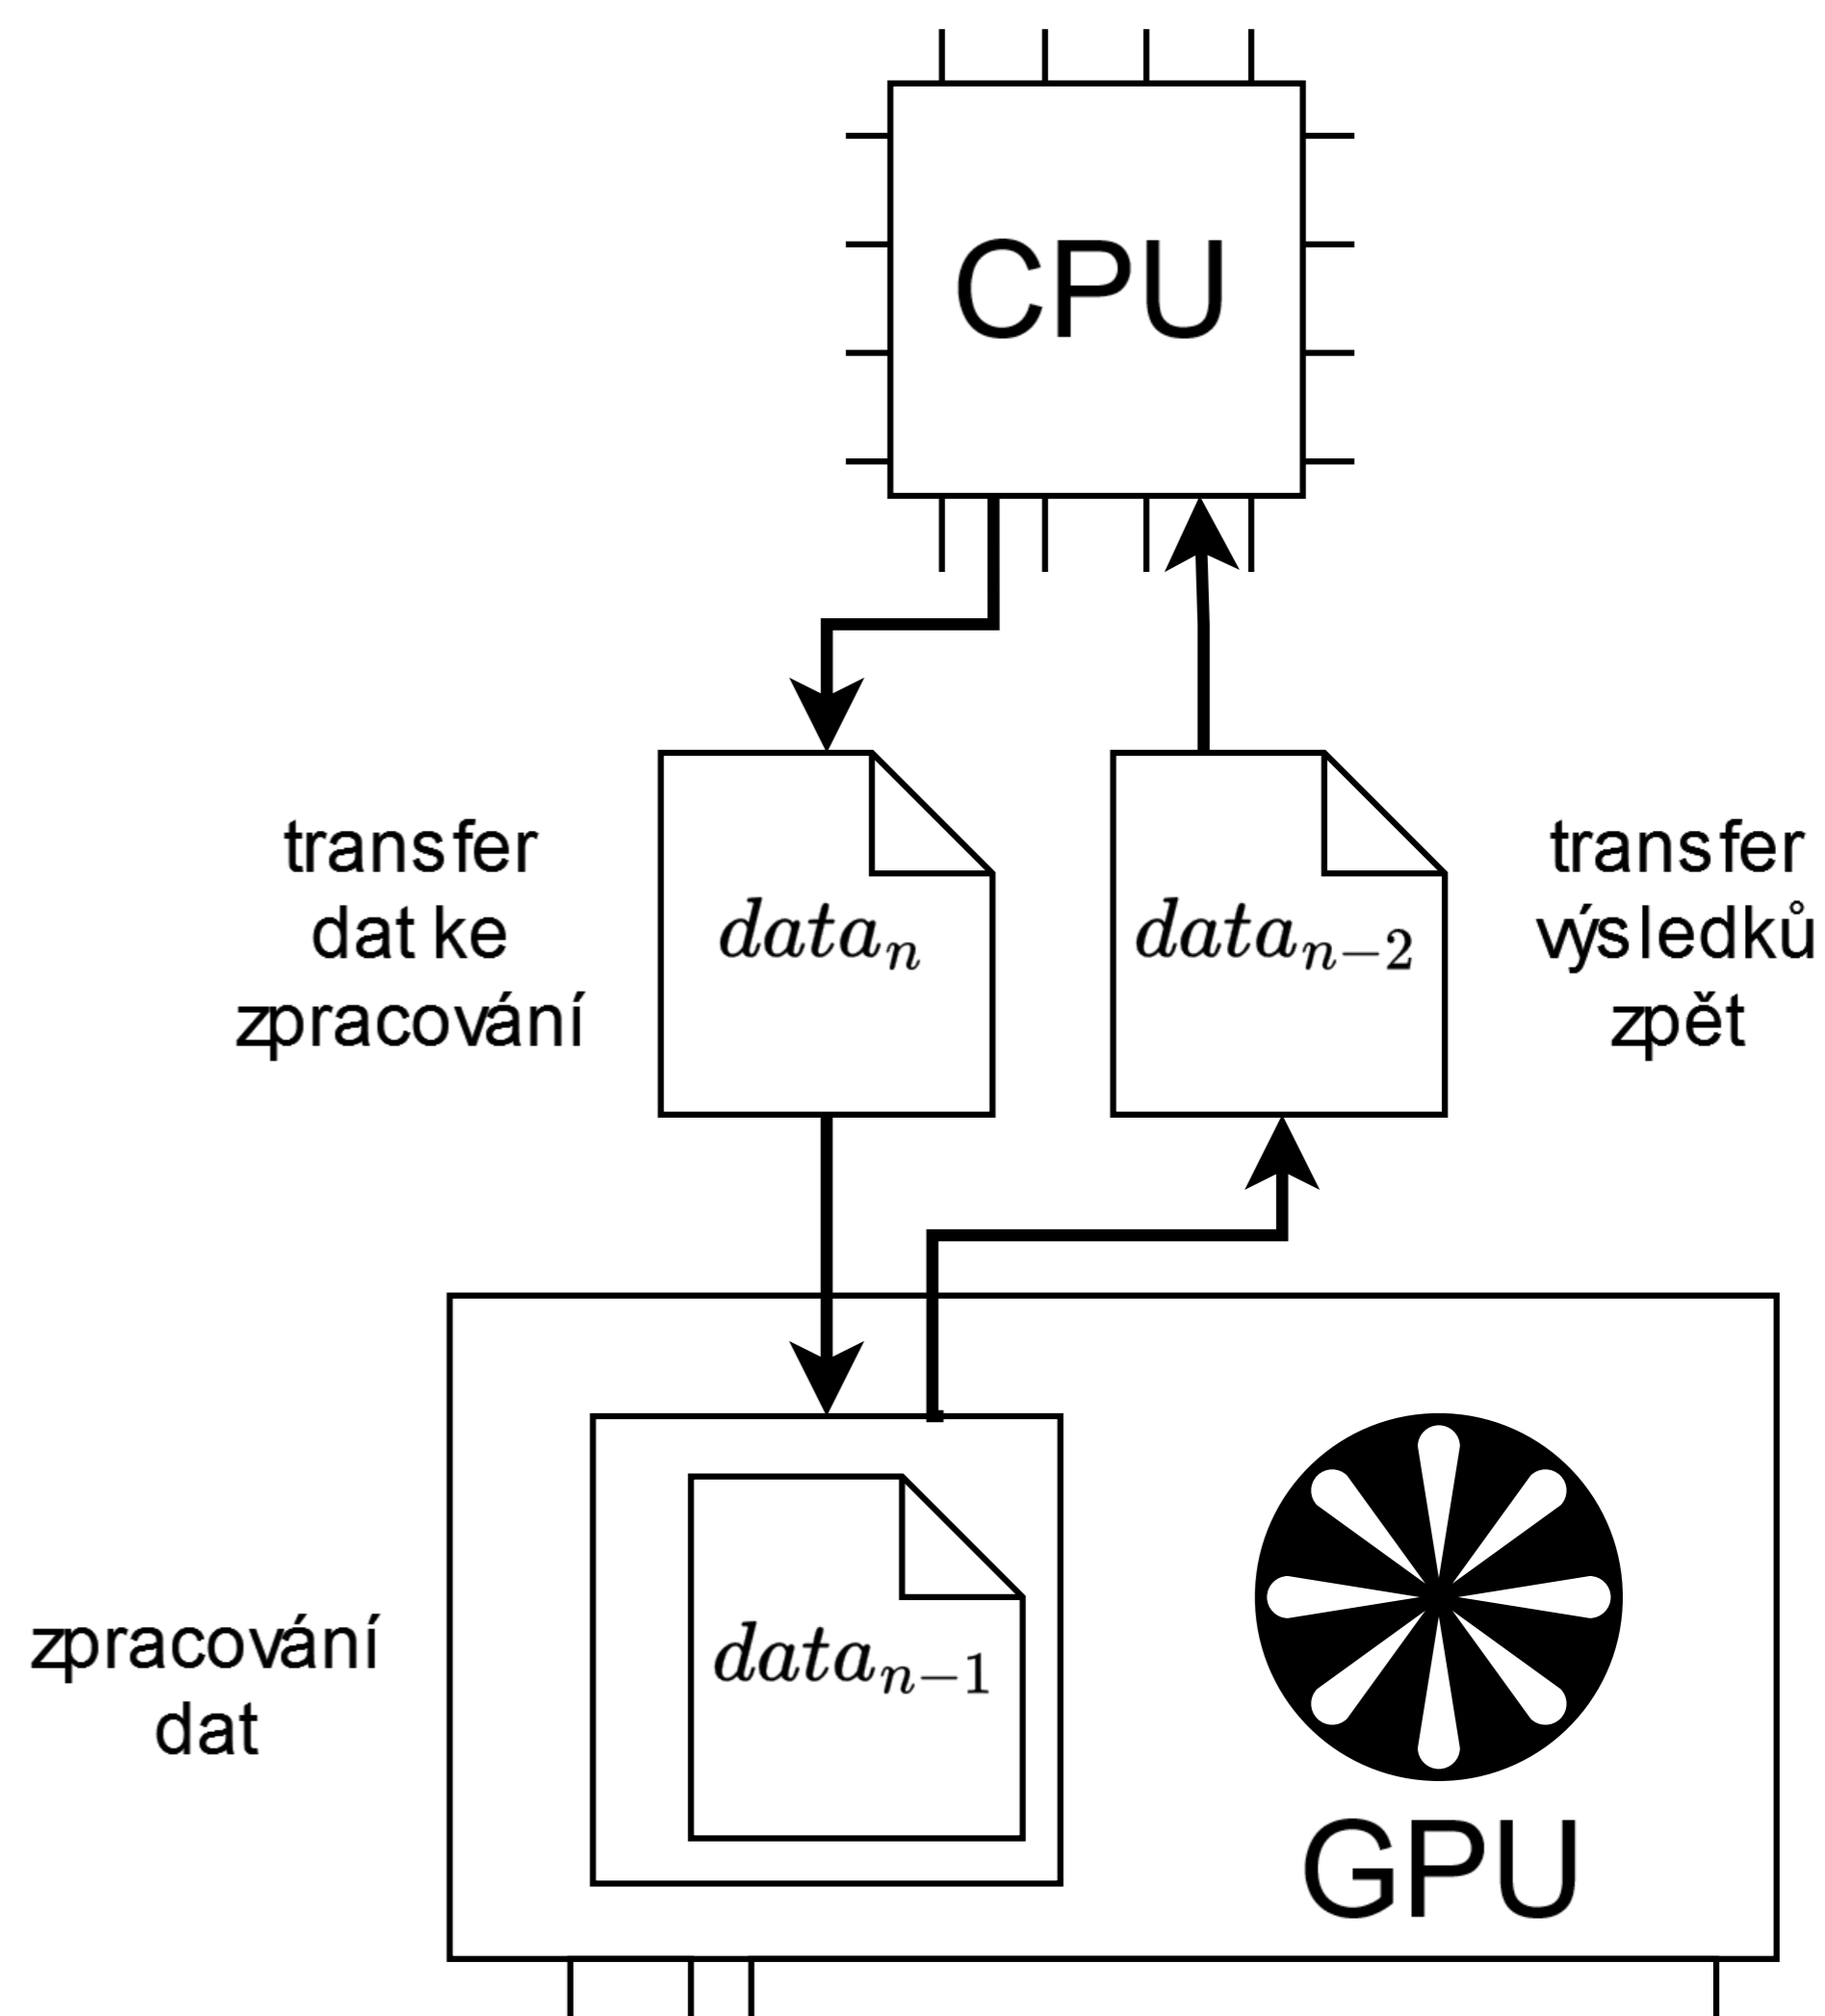 CPU
transfer
dat ke
zpracování
data_n
data_{n-2}
transfer
výsledků
zpět
zpracování
dat
data_{n-1}
GPU